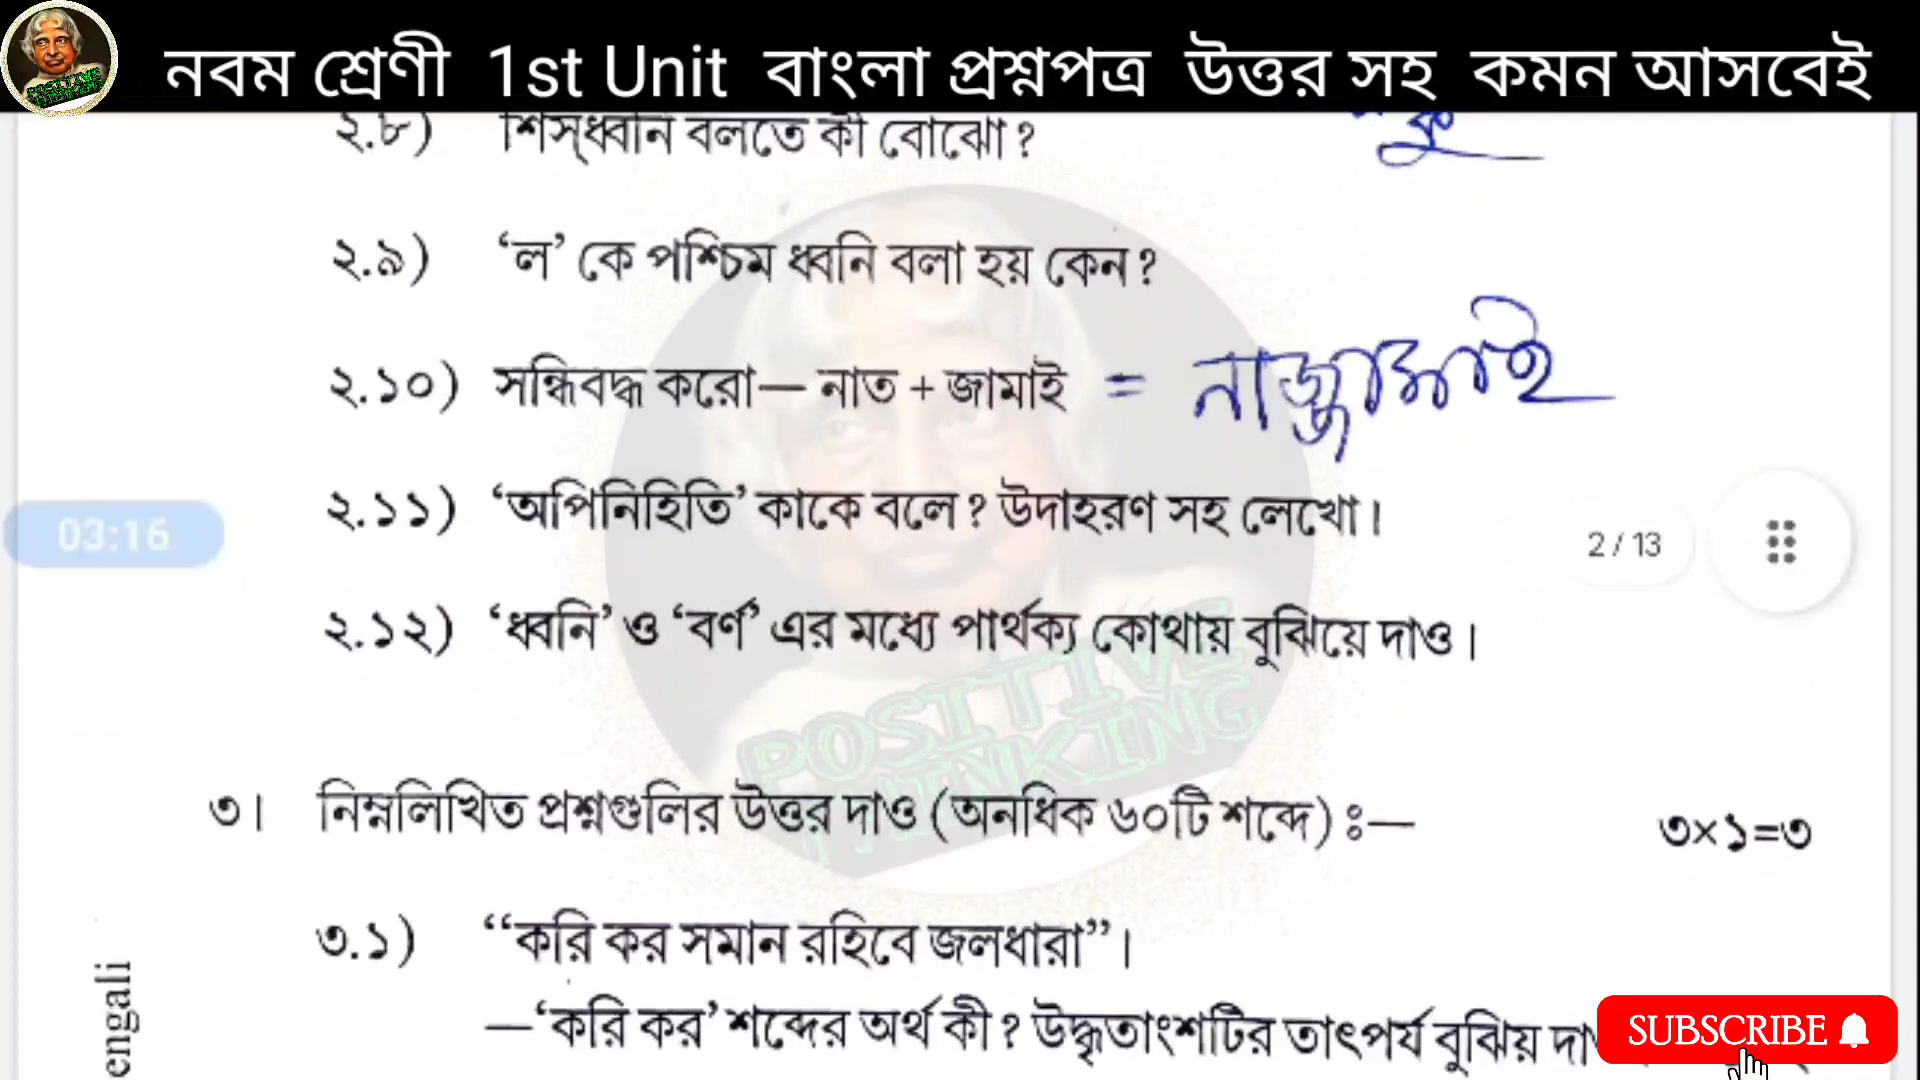 নবম শ্রেণী 1st Unit বাংলা প্রশ্নপত্র উত্তর সহ কমন আসবেই
২.৮) শিস্‌ধ্বনি বলতে কী বোঝো ?
২.৯) ‘ল’ কে পশ্চিম ধ্বনি বলা হয় কেন ?
২.১০) সন্ধিবদ্ধ করো— নাত + জামাই = নাজ্জামাই
২.১১) ‘অপিনিহিতি’ কাকে বলে ? উদাহরণ সহ লেখো।
03:16
2 / 13
২.১২) ‘ধ্বনি’ ও ‘বর্ণ’ এর মধ্যে পার্থক্য কোথায় বুঝিয়ে দাও।
POSITIVE
THINKING
৩। নিম্নলিখিত প্রশ্নগুলির উত্তর দাও (অনধিক ৬০টি শব্দে) ঃ— ৩×১=৩
৩.১) “করি কর সমান রহিবে জলধারা”।
—‘করি কর’ শব্দের অর্থ কী ? উদ্ধৃতাংশটির তাৎপর্য বুঝিয় দা
engali
SUBSCRIBE